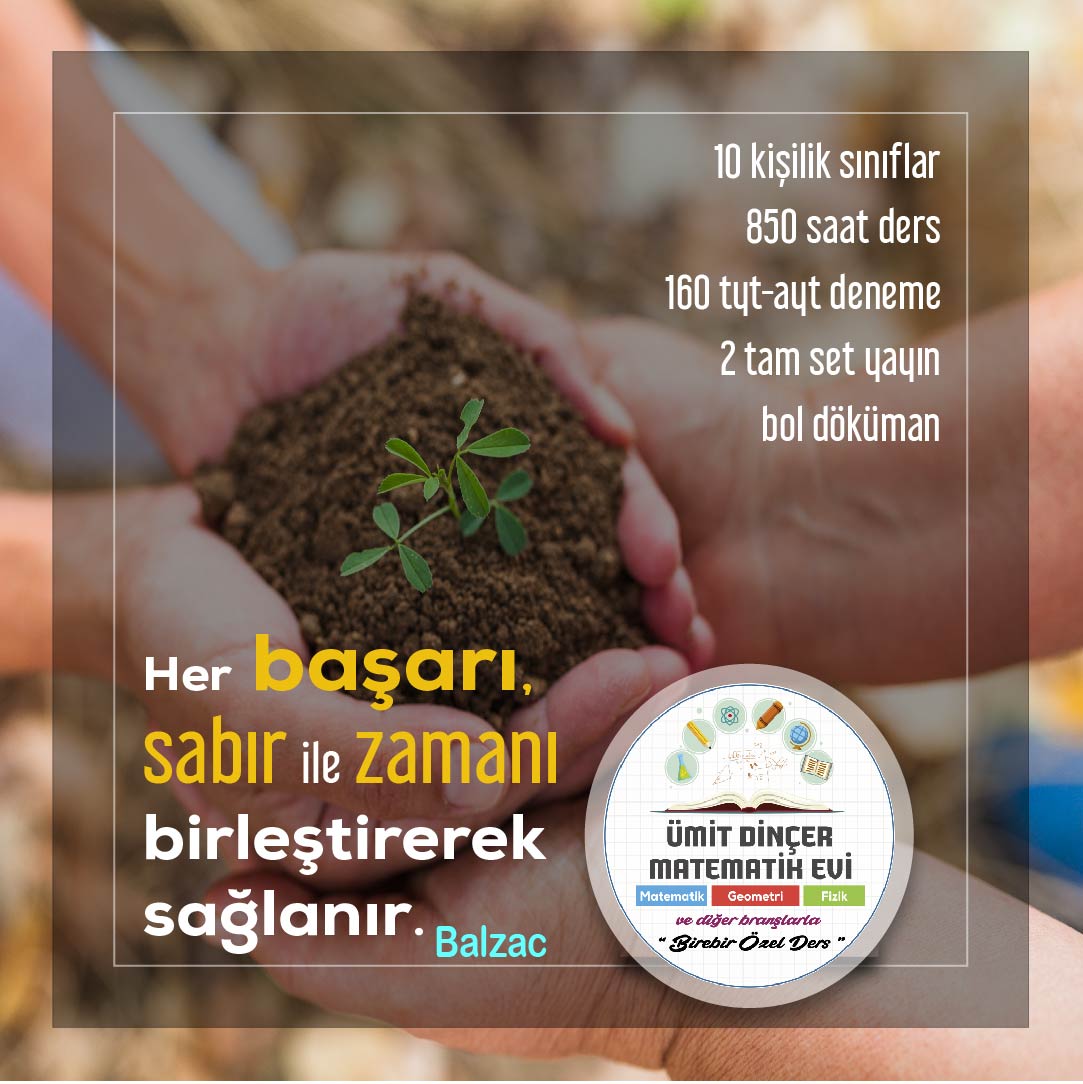 10 kişilik sınıflar
850 saat ders
160 tyt-ayt deneme
2 tam set yayın
bol döküman
Her başarı,
sabır ile zamanı
birleştirerek
sağlanır.
Balzac
ÜMİT DİNÇER
MATEMATİK EVİ
Matematik Geometri Fizik
ve diğer branşlarla
“ Birebir Özel Ders ”